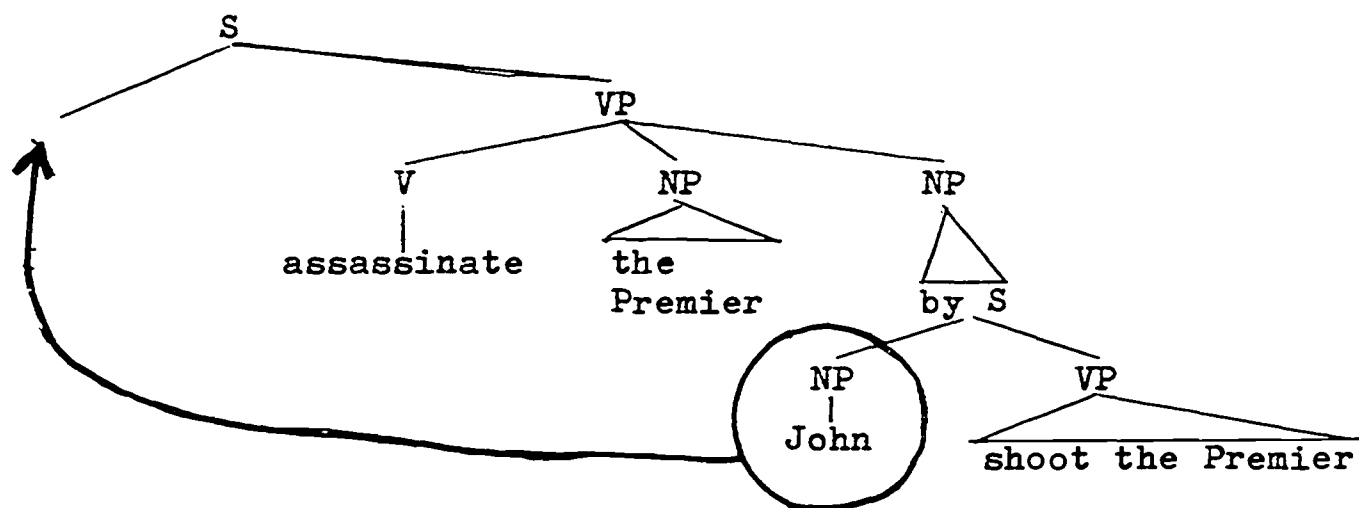 S
VP
V NP NP
assassinate the by S
Premier
NP VP
John shoot the Premier